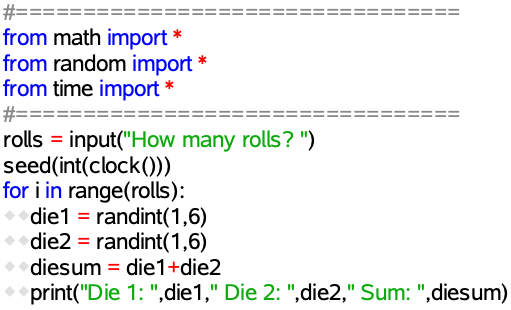 #=================================
from math import *
from random import *
from time import *
#=================================
rolls = input("How many rolls? ")
seed(int(clock()))
for i in range(rolls):
  die1 = randint(1,6)
  die2 = randint(1,6)
  diesum = die1+die2
  print("Die 1: ",die1," Die 2: ",die2," Sum: ",diesum)